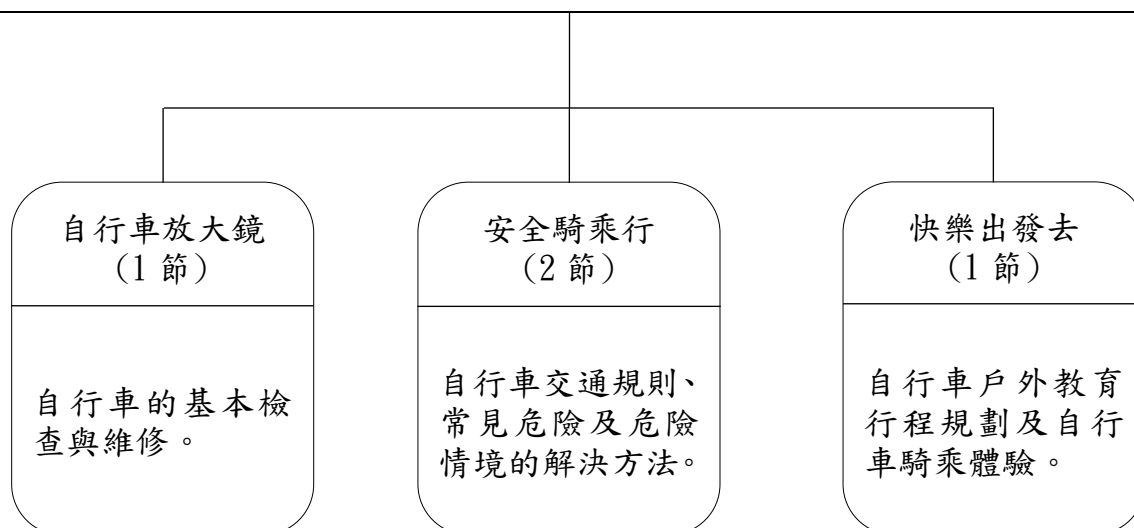 自行車放大鏡
（1 節）
自行車的基本檢
查與維修。
安全騎乘行
（2 節）
自行車交通規則、
常見危險及危險
情境的解決方法。
快樂出發去
（1 節）
自行車戶外教育
行程規劃及自行
車騎乘體驗。